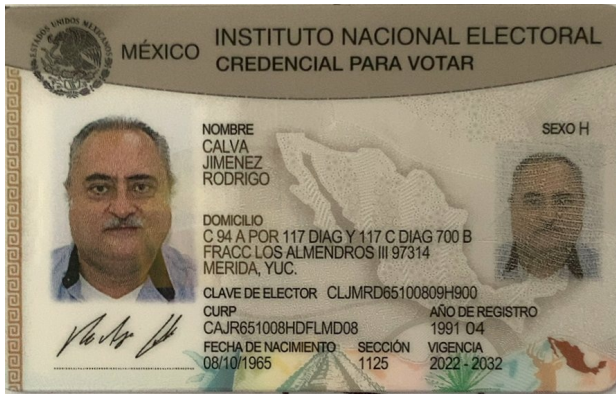 ESTADOS UNIDOS MEXICANOS
MÉXICO INSTITUTO NACIONAL ELECTORAL
CREDENCIAL PARA VOTAR
NOMBRE SEXO H
CALVA
JIMENEZ
RODRIGO
DOMICILIO
C 94 A POR 117 DIAG Y 117 C DIAG 700 B
FRACC LOS ALMENDROS III 97314
MERIDA, YUC.
CLAVE DE ELECTOR CLJMRD65100809H900
CURP AÑO DE REGISTRO
CAJR651008HDFLMD08 1991 04
FECHA DE NACIMIENTO SECCIÓN VIGENCIA
08/10/1965 1125 2022 - 2032